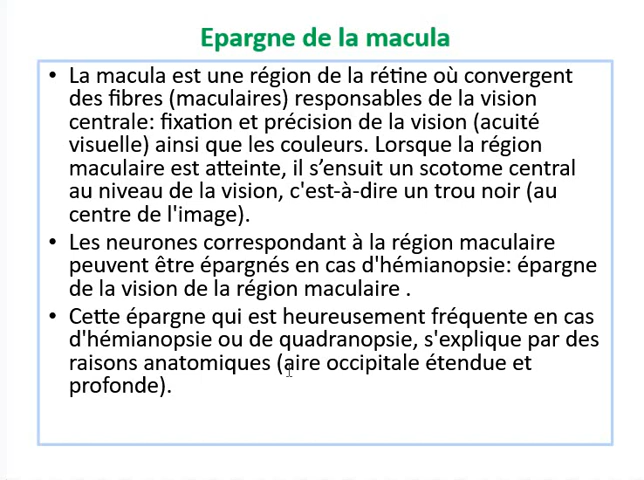 Epargne de la macula
• La macula est une région de la rétine où convergent
des fibres (maculaires) responsables de la vision
centrale: fixation et précision de la vision (acuité
visuelle) ainsi que les couleurs. Lorsque la région
maculaire est atteinte, il s’ensuit un scotome central
au niveau de la vision, c'est-à-dire un trou noir (au
centre de l'image).
• Les neurones correspondant à la région maculaire
peuvent être épargnés en cas d'hémianopsie: épargne
de la vision de la région maculaire .
• Cette épargne qui est heureusement fréquente en cas
d'hémianopsie ou de quadranopsie, s'explique par des
raisons anatomiques (aire occipitale étendue et
profonde).